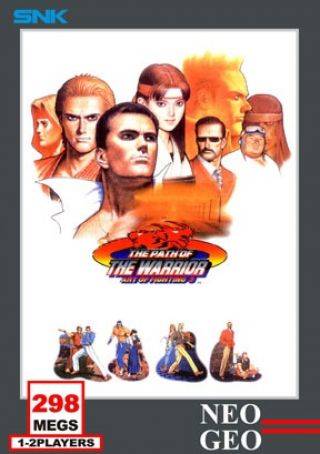 SNK
THE PATH OF
THE WARRIOR
ART OF FIGHTING 3
298
MEGS
1-2PLAYERS
NEO
GEO